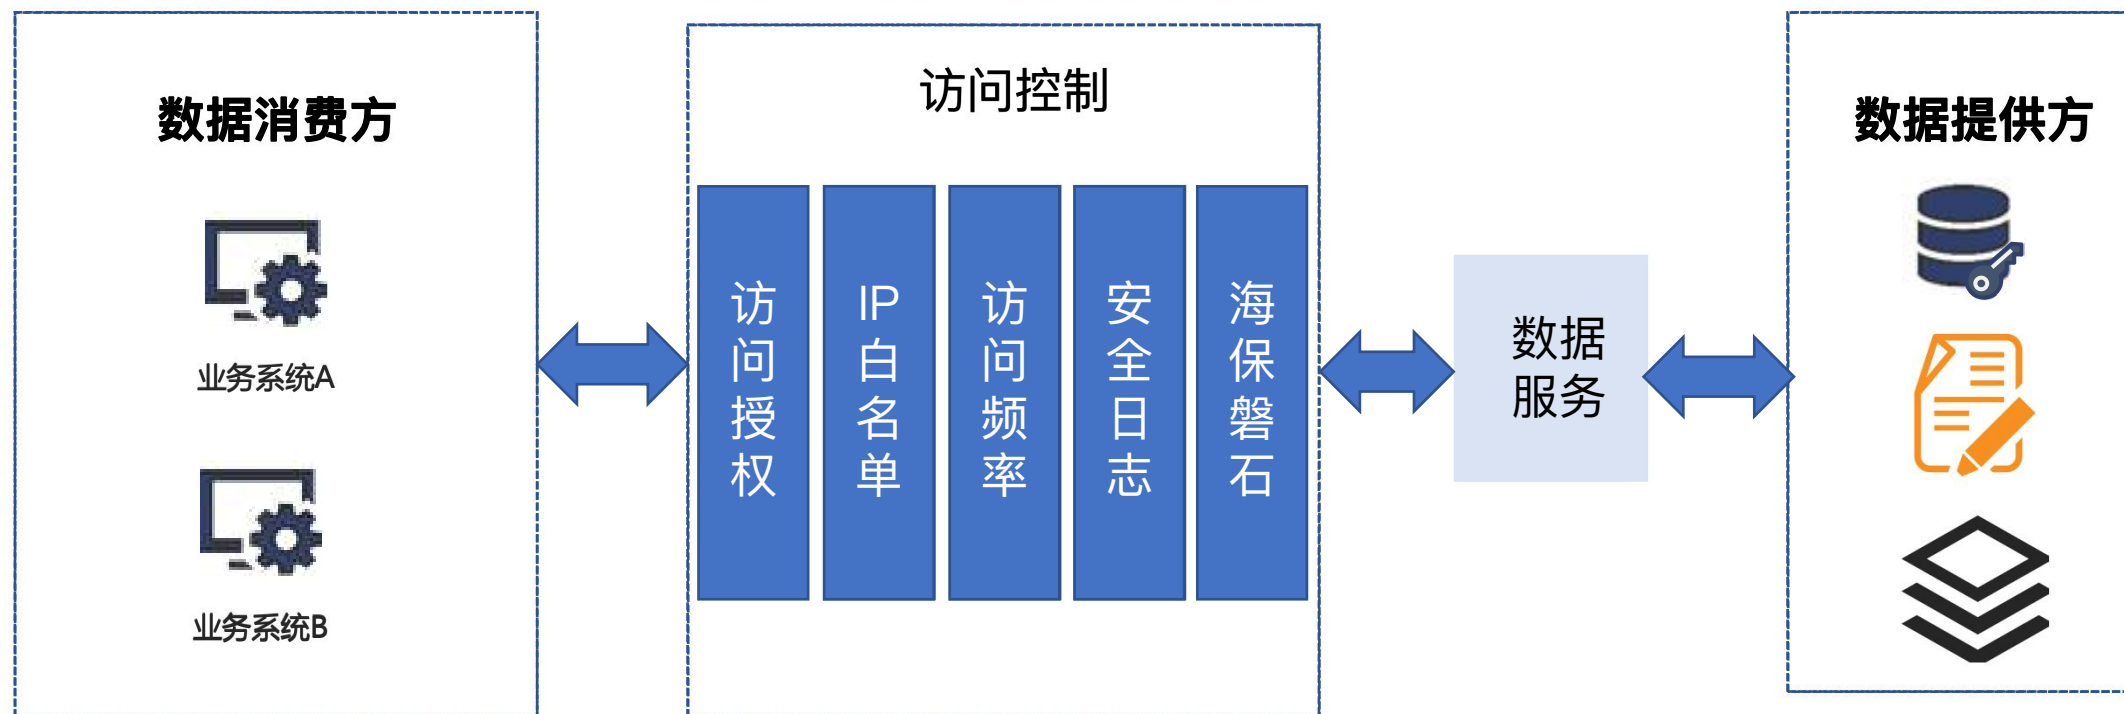 数据消费方
业务系统A
业务系统B
访问控制
访问授权
IP白名单
访问频率
安全日志
海保磐石
数据
服务
数据提供方